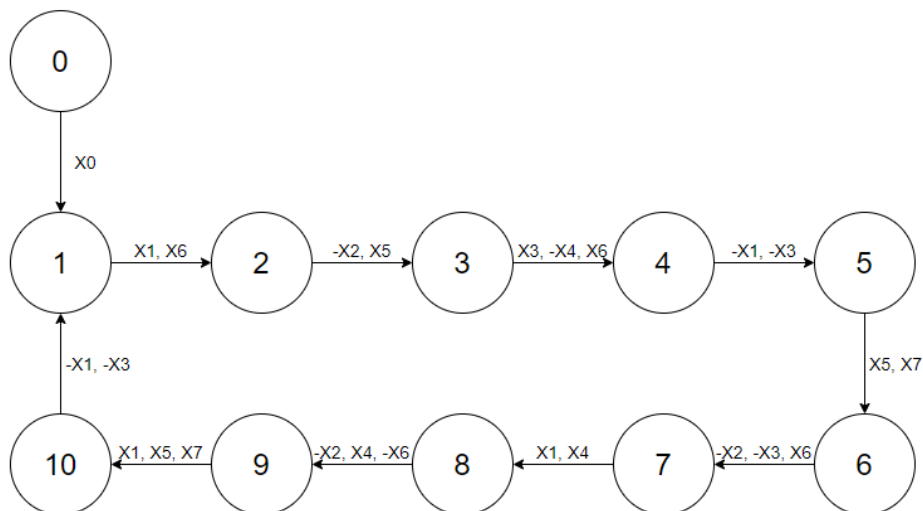 0
X0
1
X1, X6
2
-X2, X5
3
X3, -X4, X6
4
-X1, -X3
5
-X1, -X3
X5, X7
10
X1, X5, X7
9
-X2, X4, -X6
8
X1, X4
7
-X2, -X3, X6
6